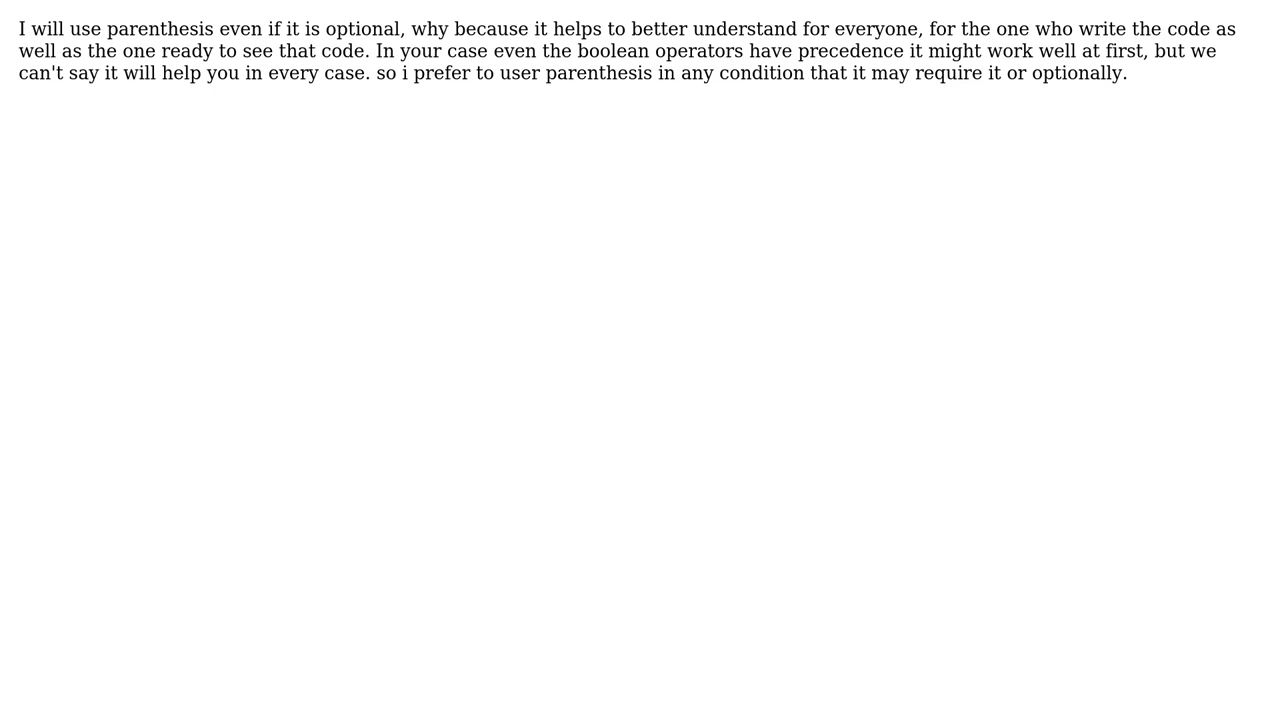 I will use parenthesis even if it is optional, why because it helps to better understand for everyone, for the one who write the code as
well as the one ready to see that code. In your case even the boolean operators have precedence it might work well at first, but we
can't say it will help you in every case. so i prefer to user parenthesis in any condition that it may require it or optionally.